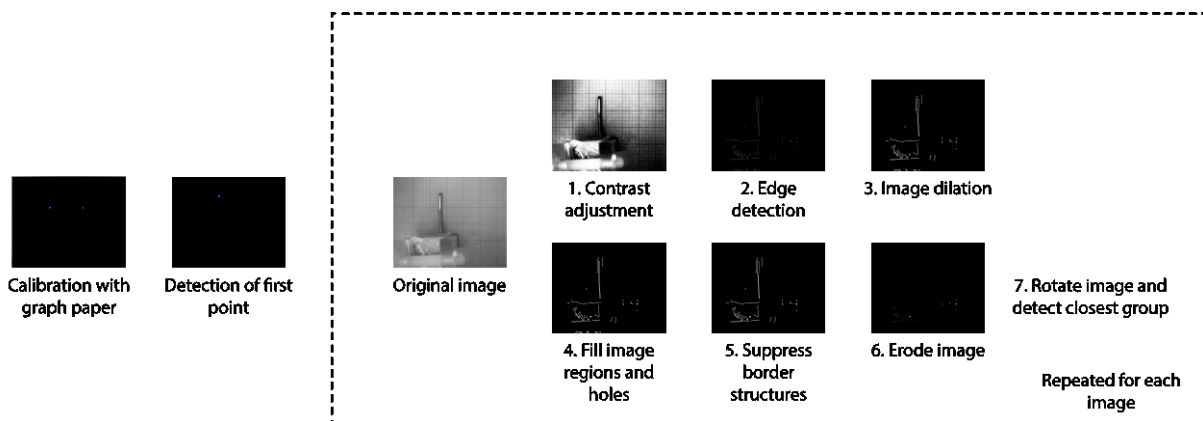 Calibration with
graph paper
Detection of first
point
Original image
1. Contrast
adjustment
2. Edge
detection
3. Image dilation
4. Fill image
regions and
holes
5. Suppress
border
structures
6. Erode image
7. Rotate image and
detect closest group
Repeated for each
image